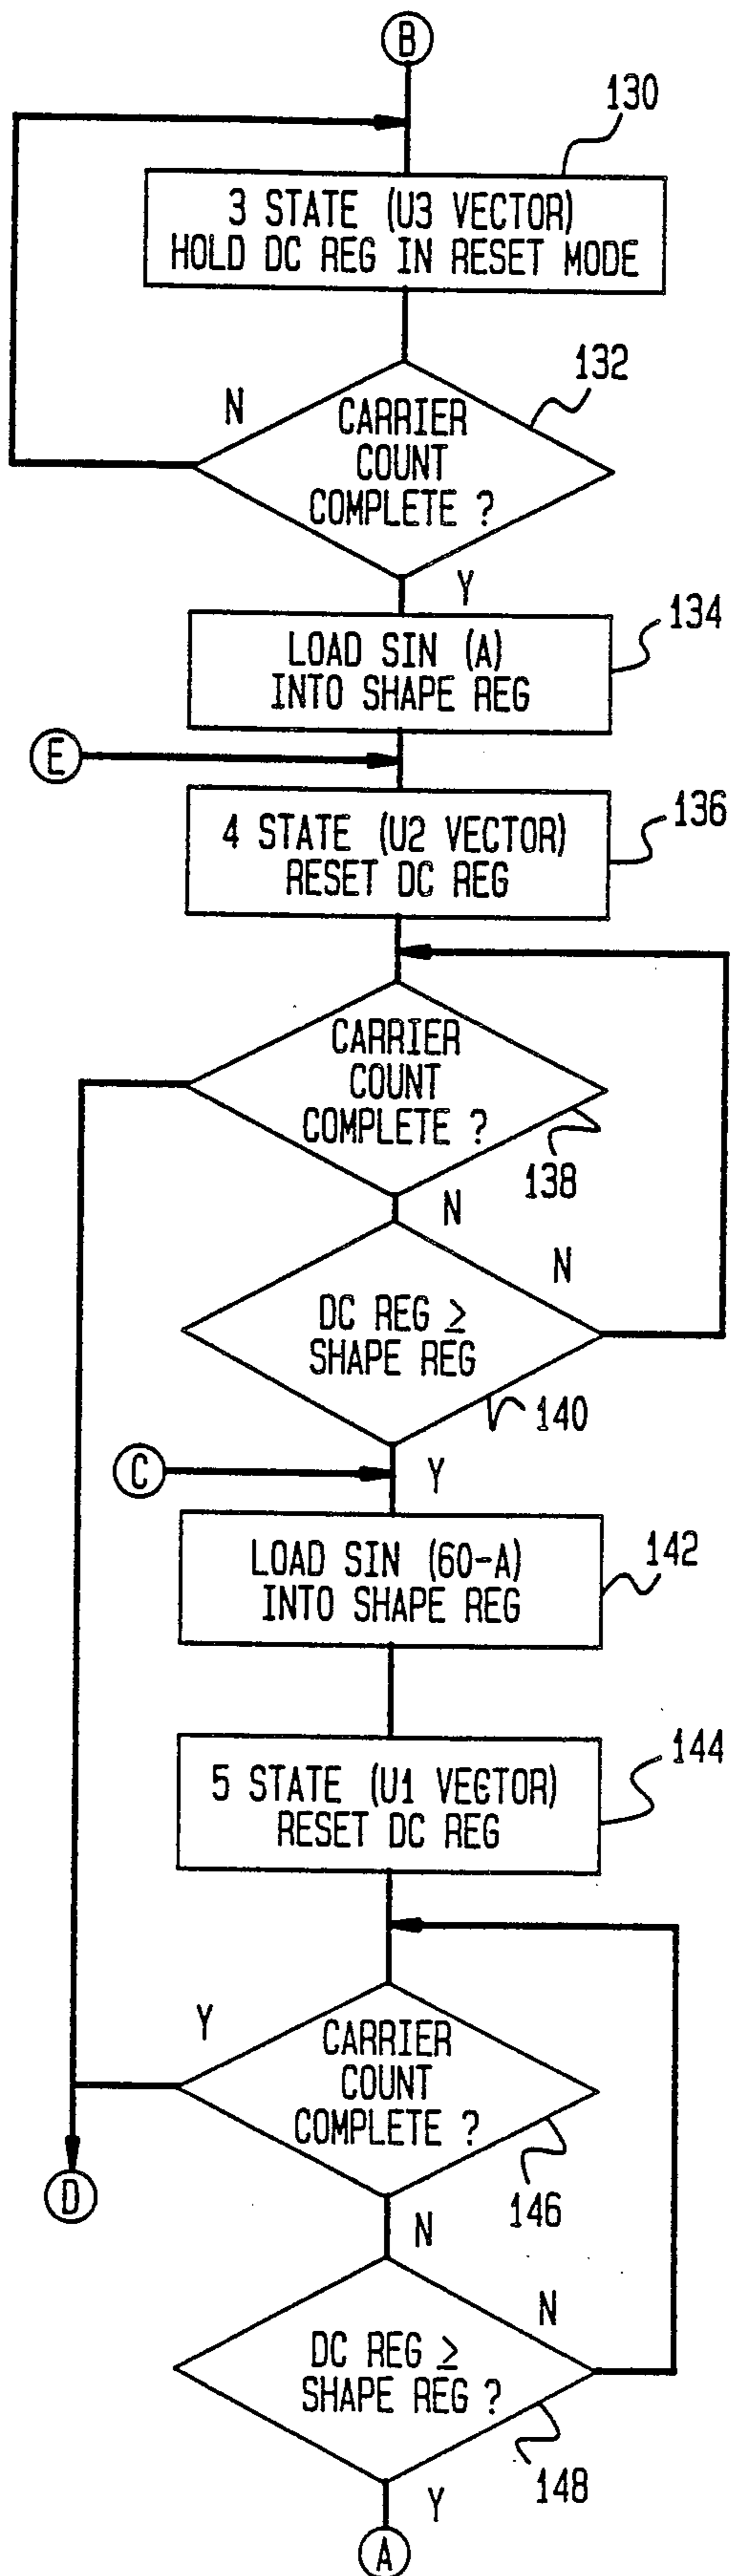 B
130
3 STATE (U3 VECTOR)
HOLD DC REG IN RESET MODE
132
N
CARRIER
COUNT
COMPLETE ?
Y
134
LOAD SIN (A)
INTO SHAPE REG
E
136
4 STATE (U2 VECTOR)
RESET DC REG
CARRIER
COUNT
COMPLETE ?
138
N
N
DC REG ≥
SHAPE REG
140
C
Y
LOAD SIN (60-A)
INTO SHAPE REG
142
144
5 STATE (U1 VECTOR)
RESET DC REG
Y
CARRIER
COUNT
COMPLETE ?
146
D
N
N
DC REG ≥
SHAPE REG ?
148
Y
A